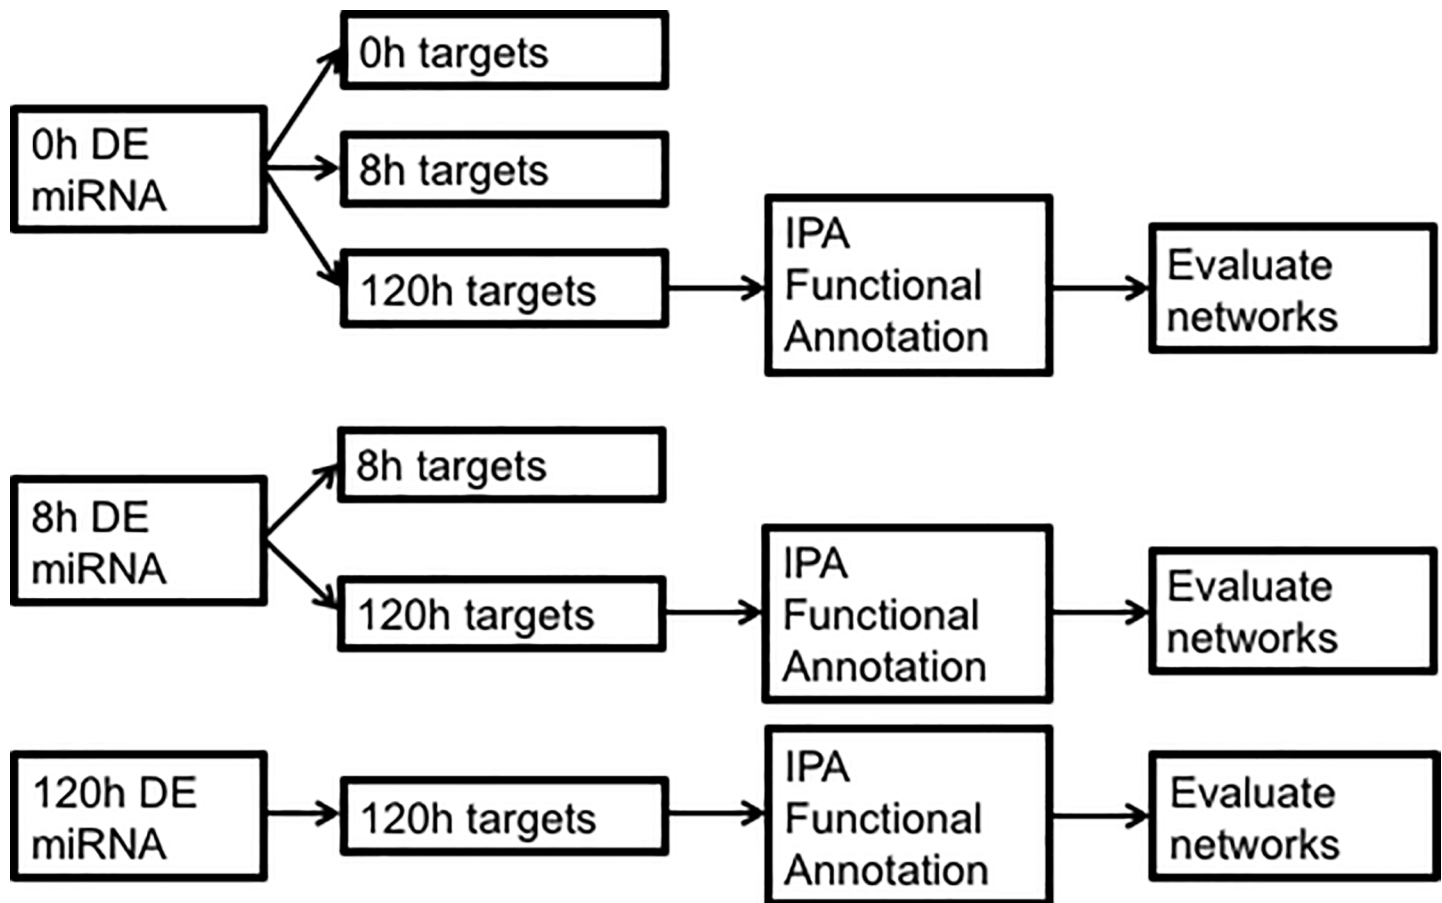 0h targets
0h DE
miRNA
8h targets
120h targets
IPA
Functional
Annotation
Evaluate
networks
8h targets
8h DE
miRNA
120h targets
IPA
Functional
Annotation
Evaluate
networks
120h DE
miRNA
120h targets
IPA
Functional
Annotation
Evaluate
networks